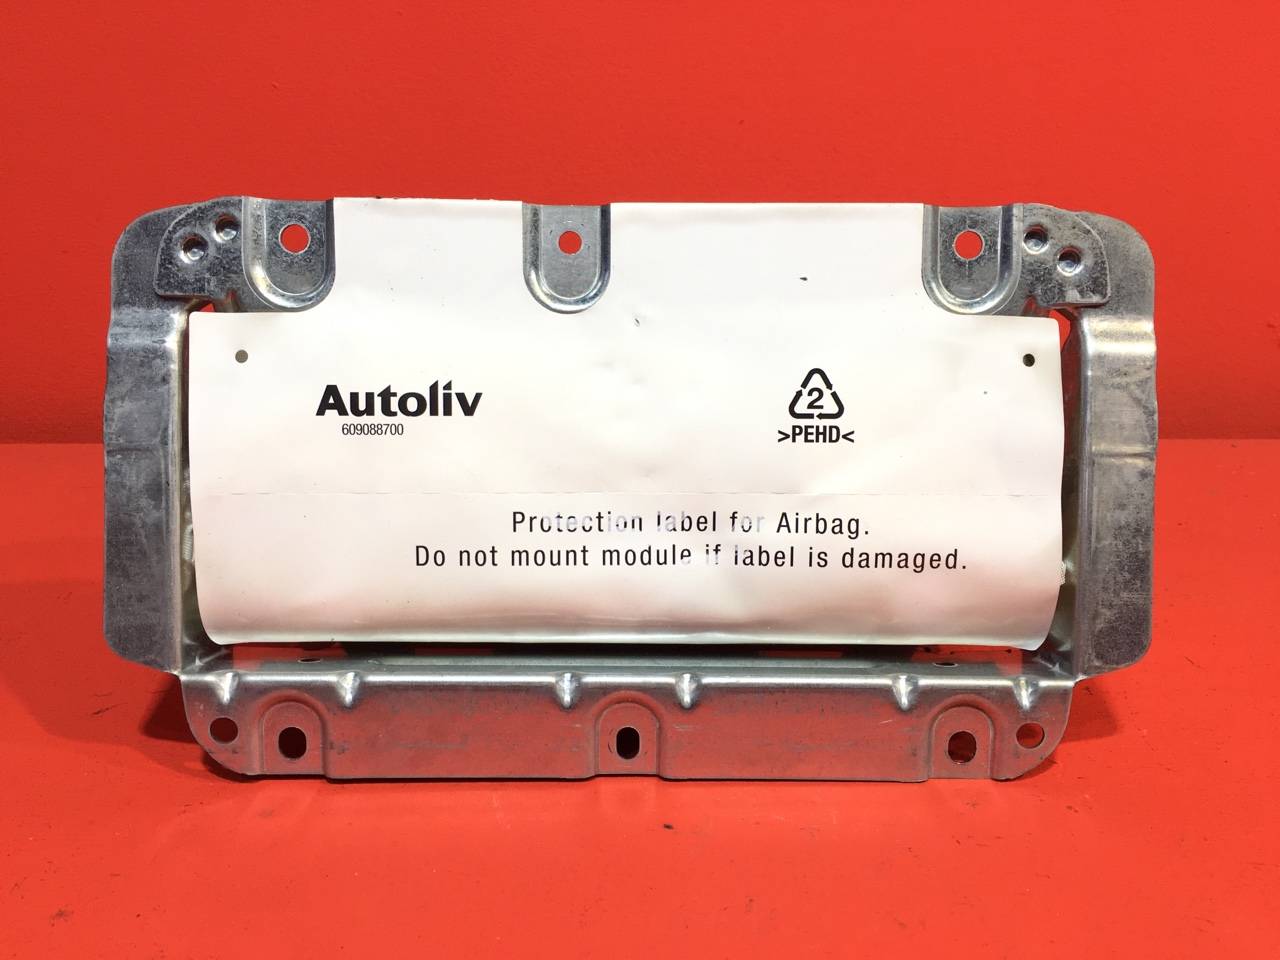 Autoliv
609088700
2
>PEHD<
Protection label for Airbag.
Do not mount module if label is damaged.